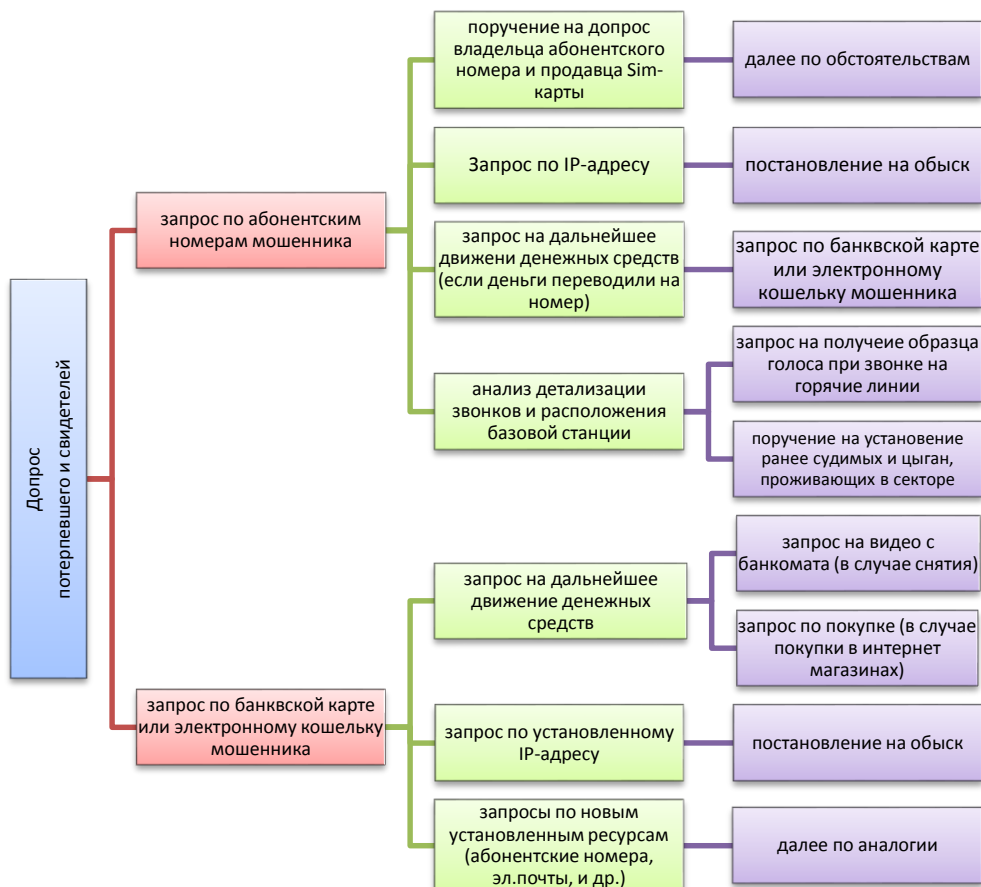 Допрос
потерпевшего и свидетелей
запрос по абонентским
номерам мошенника
поручение на допрос
владельца абонентского
номера и продавца Sim-
карты
далее по обстоятельствам
Запрос по IP-адресу
постановление на обыск
запрос на дальнейшее
движени денежных средств
(если деньги переводили на
номер)
запрос по банквской карте
или электронному
кошельку мошенника
анализ детализации
звонков и расположения
базовой станции
запрос на получеие образца
голоса при звонке на
горячие линии
поручение на установение
ранее судимых и цыган,
проживающих в секторе
запрос по банквской карте
или электронному кошельку
мошенника
запрос на дальнейшее
движение денежных
средств
запрос на видео с
банкомата (в случае снятия)
запрос по покупке (в случае
покупки в интернет
магазинах)
запрос по установленному
IP-адресу
постановление на обыск
запросы по новым
установленным ресурсам
(абонентские номера,
эл.почты, и др.)
далее по аналогии